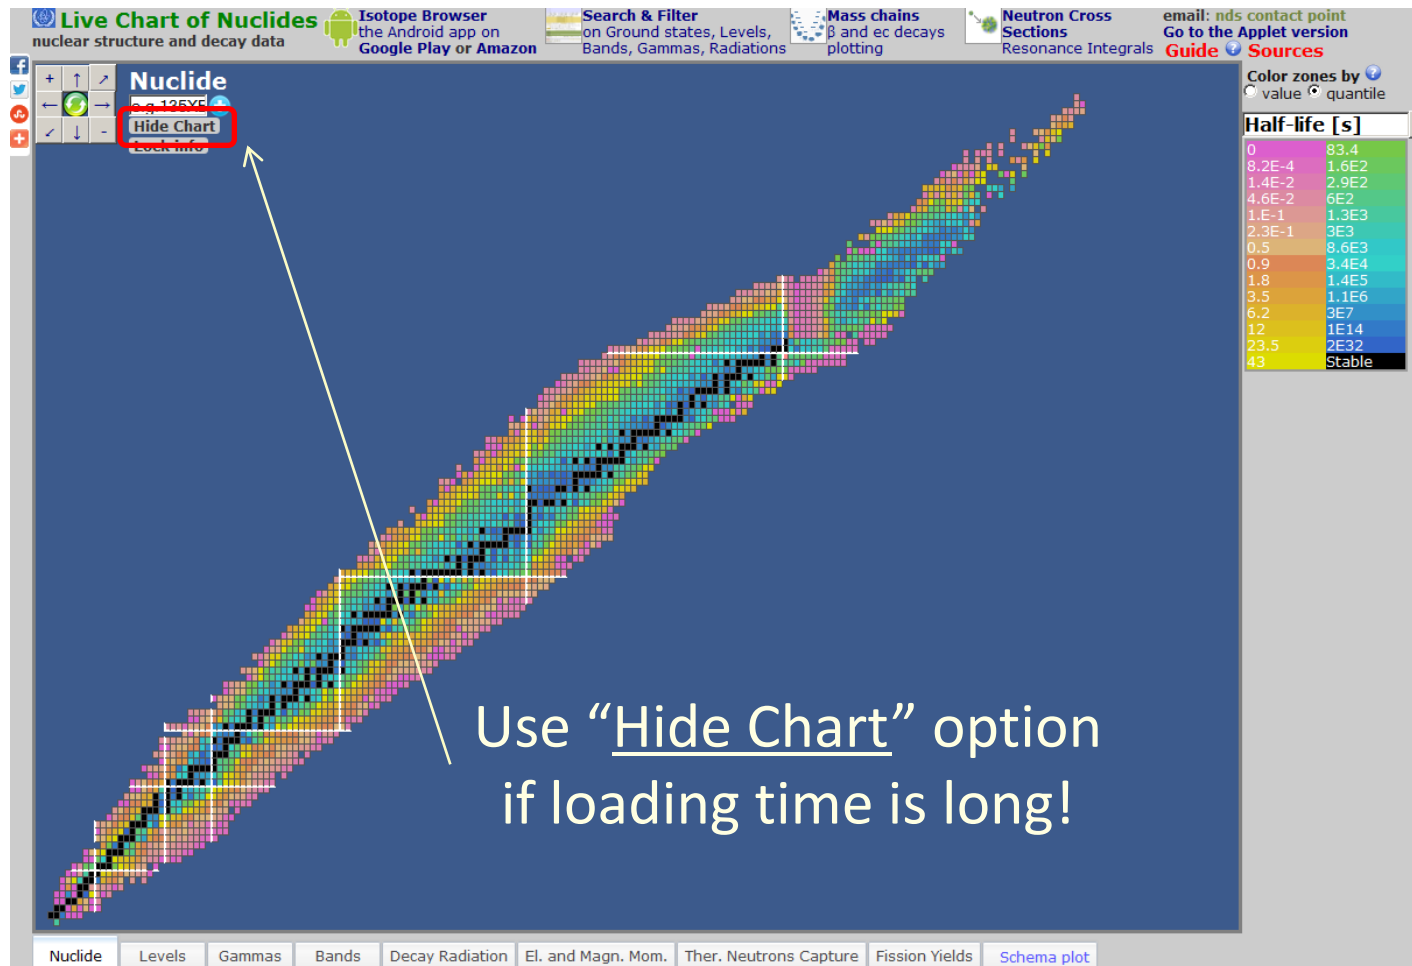 Live Chart of Nuclides
nuclear structure and decay data
Isotope Browser
the Android app on
Google Play or Amazon
Search & Filter
on Ground states, Levels,
Bands, Gammas, Radiations
Mass chains
β and ec decays
plotting
Neutron Cross
Sections
Resonance Integrals
email: nds contact point
Go to the Applet version
Guide ? Sources
+ ↑ ↗
← →
↙ ↓ -
Nuclide
e.g.135XE
Hide Chart
Lock info
Color zones by ?
value quantile
Half-life [s]
0 83.4
8.2E-4 1.6E2
1.4E-2 2.9E2
4.6E-2 6E2
1.E-1 1.3E3
2.3E-1 3E3
0.5 8.6E3
0.9 3.4E4
1.8 1.4E5
3.5 1.1E6
6.2 3E7
12 1E14
23.5 2E32
43 Stable
Use “Hide Chart” option
if loading time is long!
Nuclide Levels Gammas Bands Decay Radiation El. and Magn. Mom. Ther. Neutrons Capture Fission Yields Schema plot